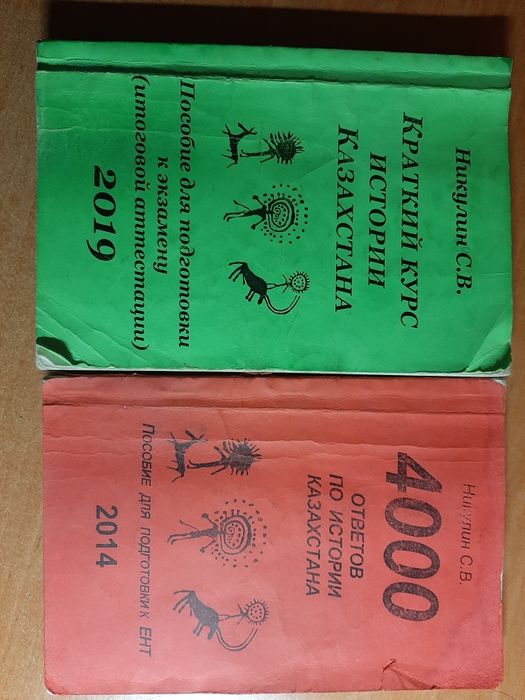 Никулин С.В.
КРАТКИЙ КУРС
ИСТОРИИ
КАЗАХСТАНА
Пособие для подготовки
к экзамену
(итоговой аттестации)
2019
Никулин С.В.
4000
ОТВЕТОВ
ПО ИСТОРИИ
КАЗАХСТАНА
ПОСОБИЕ ДЛЯ ПОДГОТОВКИ К ЕНТ
2014